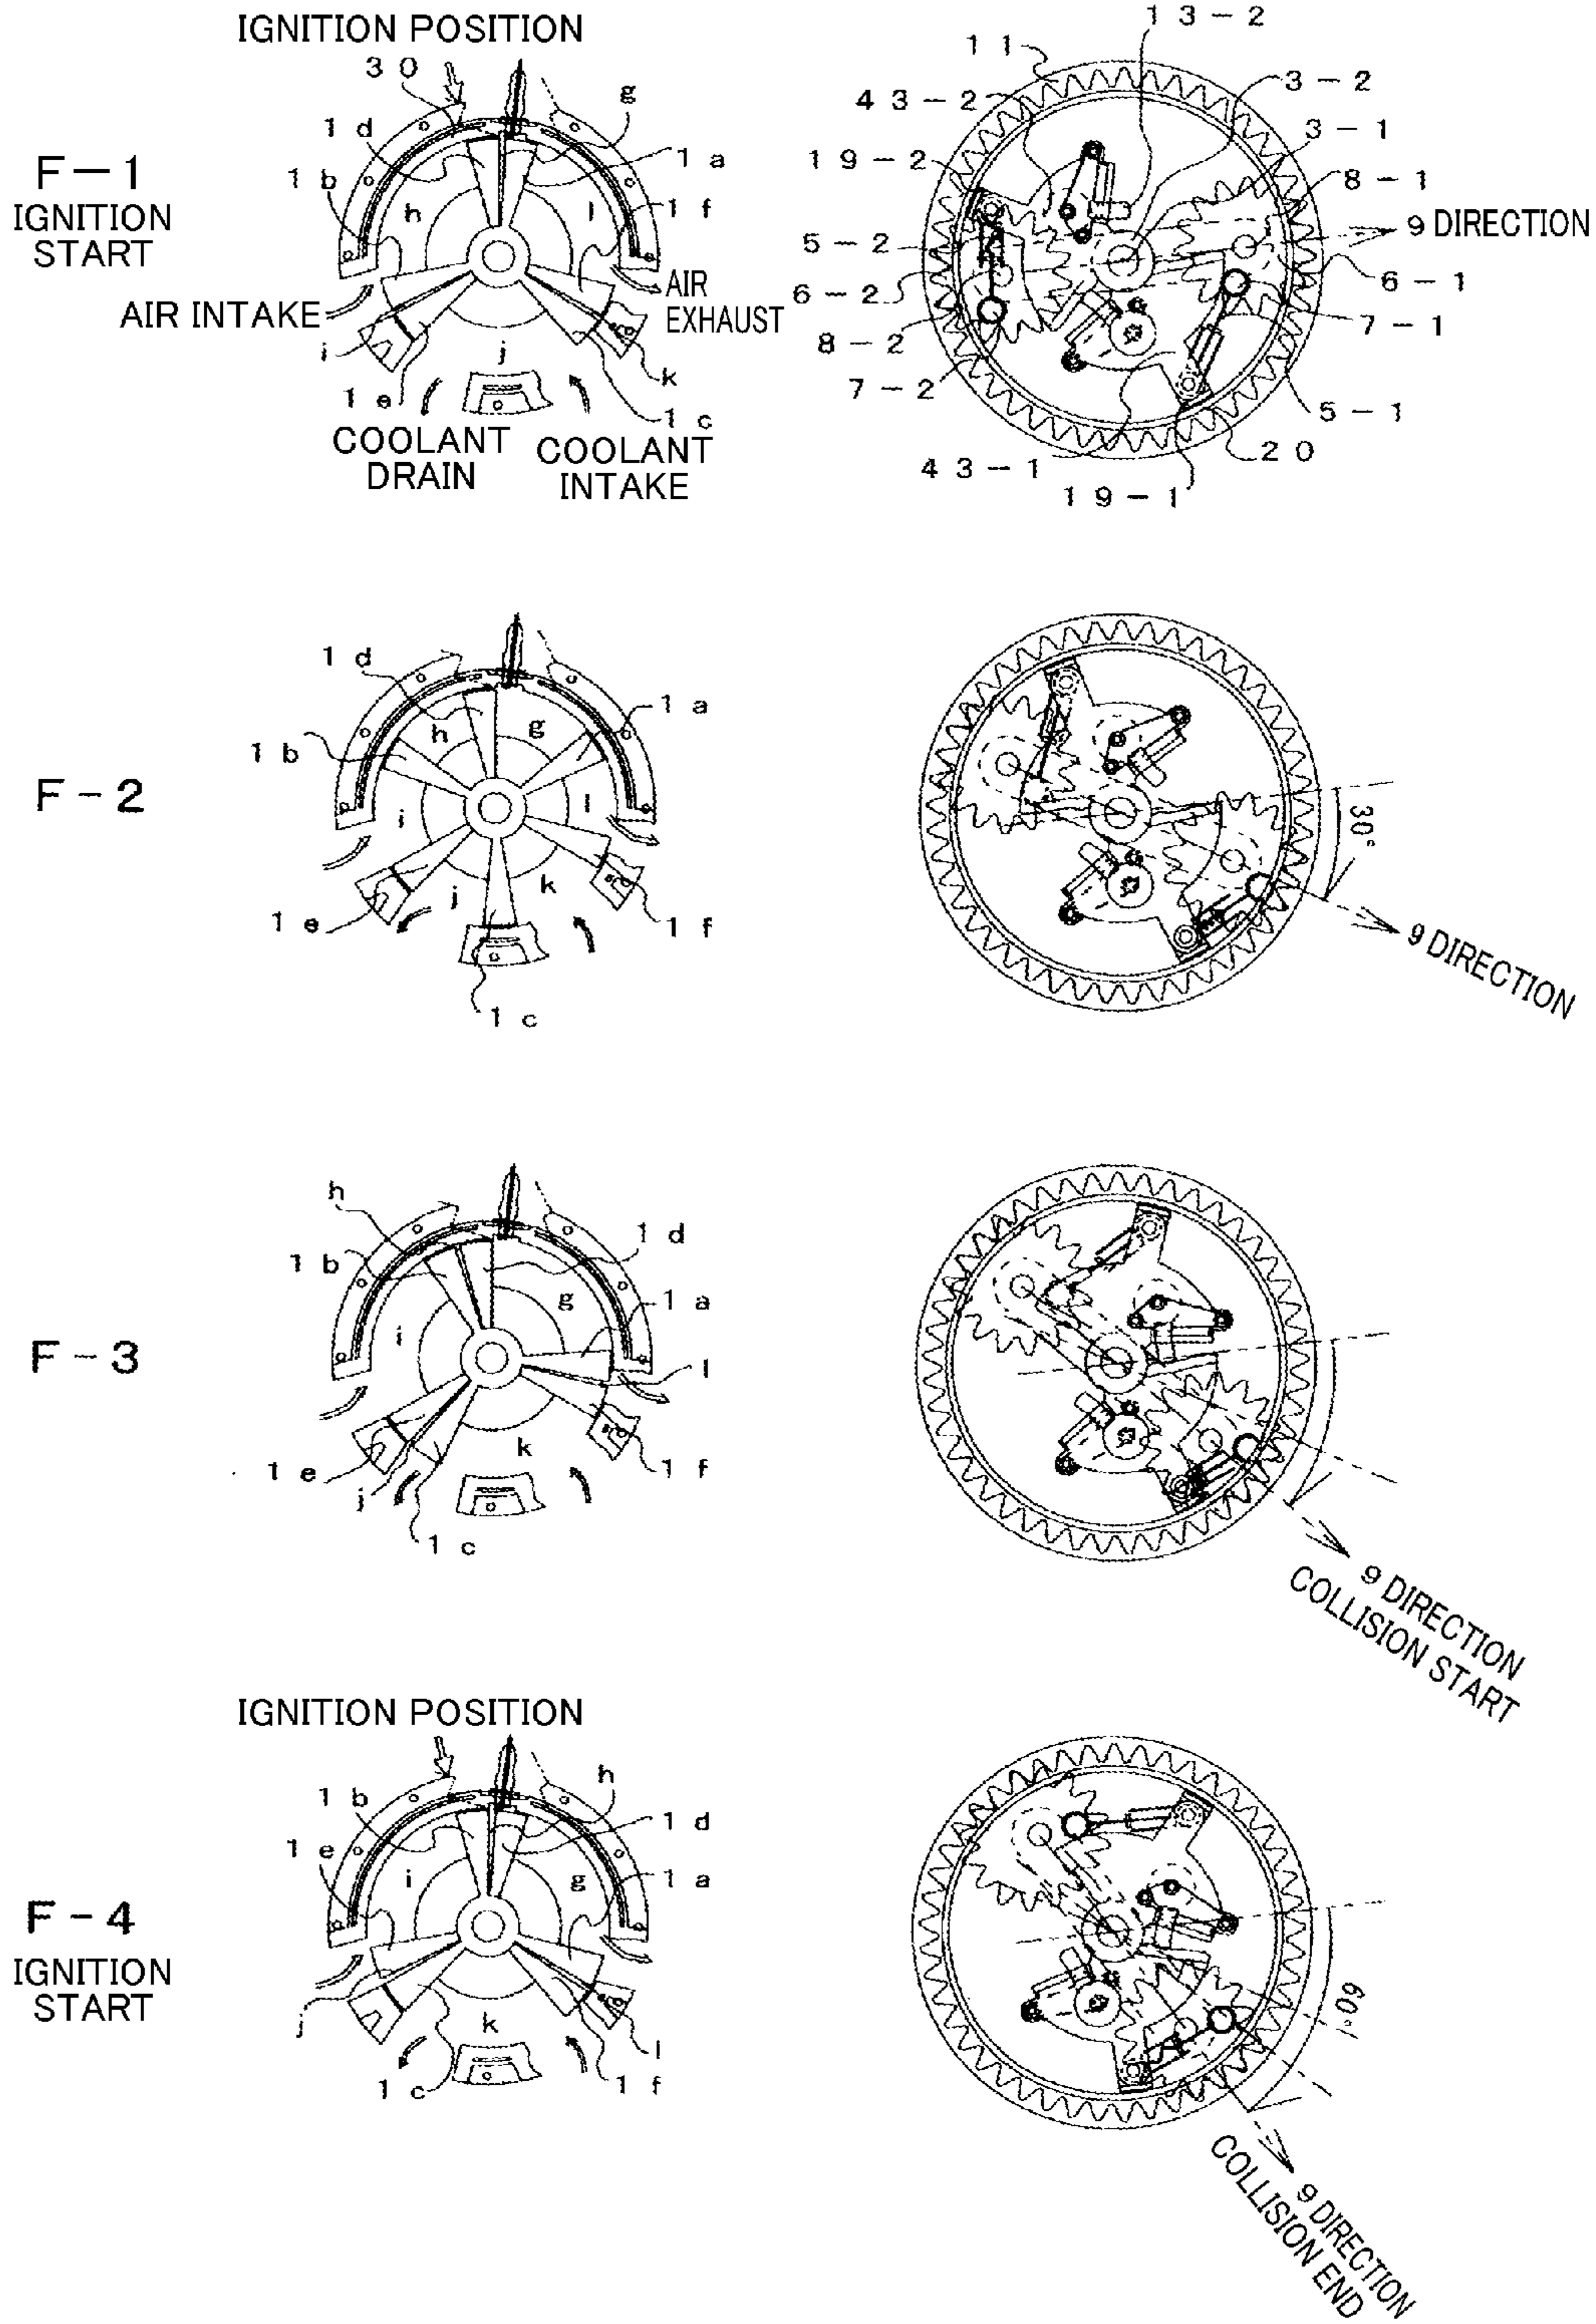 IGNITION POSITION
30
g
1 d
1 a
F-1
IGNITION
START
1 b
h
l
1 f
AIR INTAKE
AIR
EXHAUST
i
j
k
1 e
1 c
COOLANT
DRAIN
COOLANT
INTAKE
13-2
11
3-2
43-2
3-1
19-2
8-1
5-2
9 DIRECTION
6-2
6-1
8-2
7-1
7-2
5-1
43-1
20
19-1
F-2
1 d
1 a
h
g
1 b
i
l
j
k
1 e
1 f
1 c
30°
9 DIRECTION
F-3
h
1 d
1 b
g
1 a
i
l
k
1 e
1 f
j
1 c
9 DIRECTION
COLLISION START
IGNITION POSITION
F-4
IGNITION
START
1 b
h
1 d
1 e
i
g
1 a
j
k
l
1 c
1 f
60°
9 DIRECTION
COLLISION END